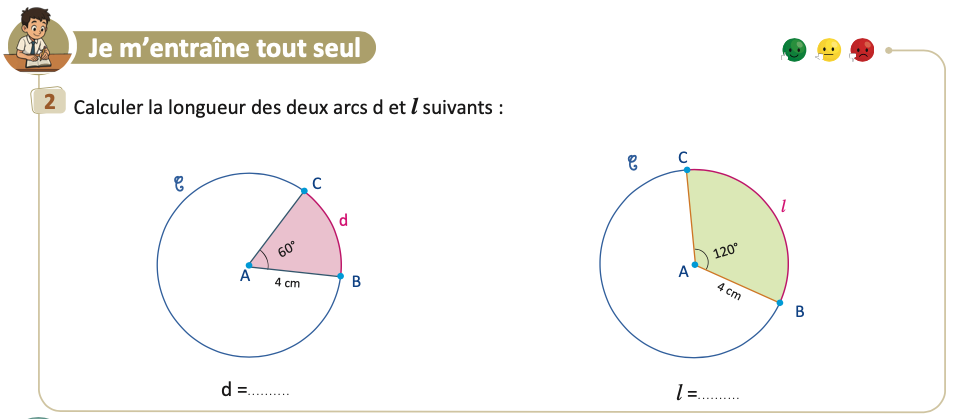 Je m'entraîne tout seul
2 Calculer la longueur des deux arcs d et l suivants :
𝒞
C
d
60°
A
4 cm
B
d =..........
𝒞
C
l
120°
A
4 cm
B
l =..........